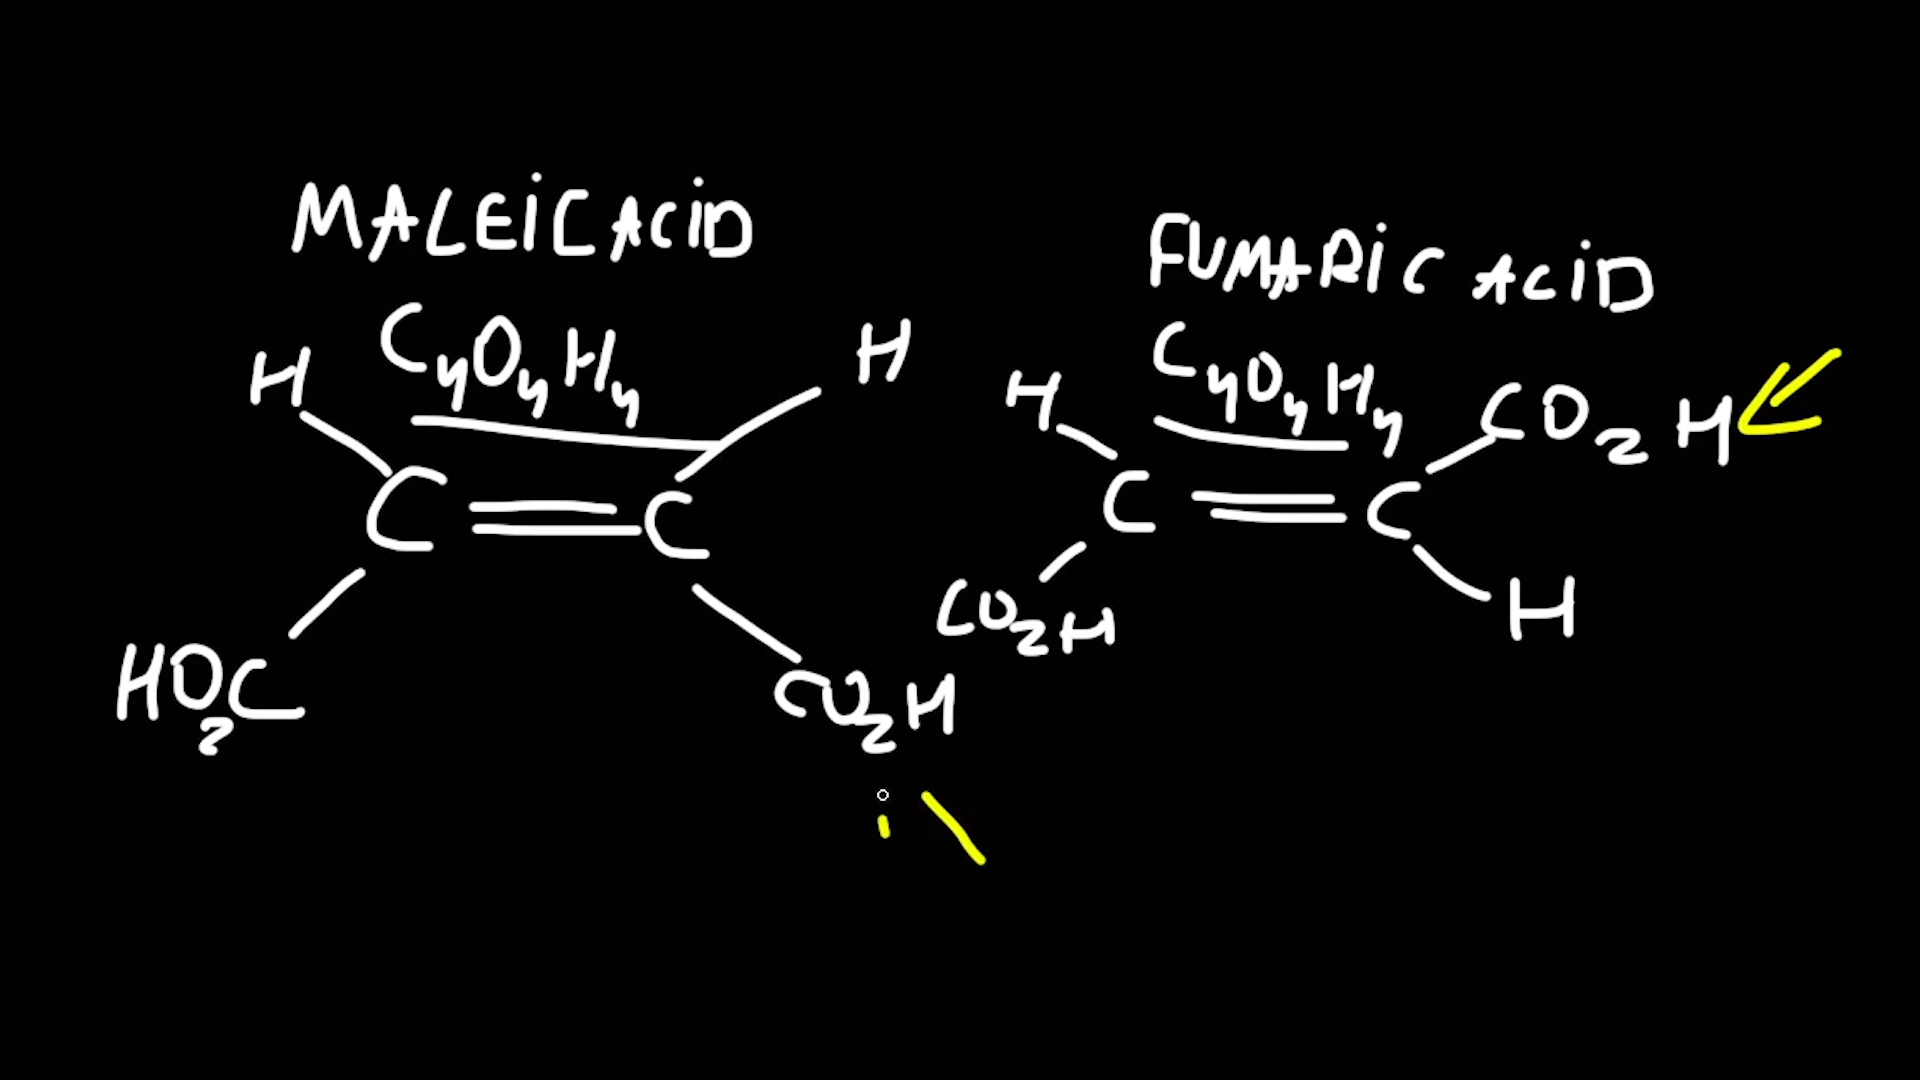 MALEIC ACID
C4O4H4
H
H
C = C
HO2C
CO2H
FUMARIC ACID
C4O4H4
H
CO2H
C = C
CO2H
H